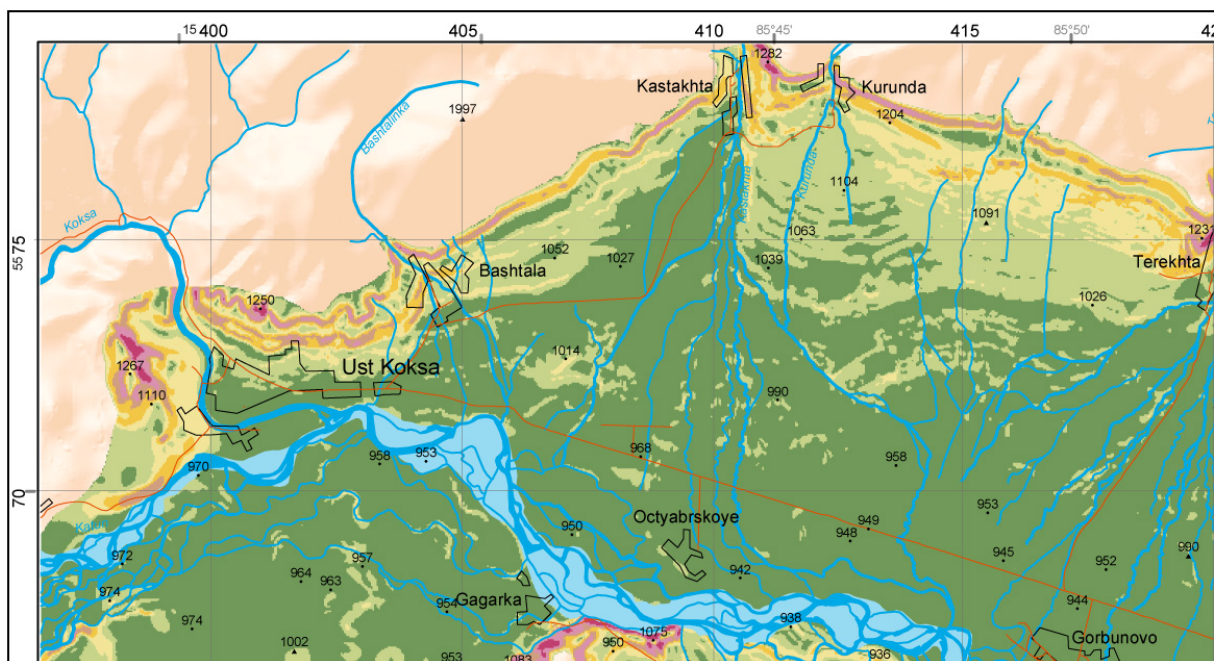 15 400 405 410 85°45' 415 85°50' 42
1282
Kastakhta Kurunda
1997 1204
Bashtalinka
Kurunda
Kastakhta 1104
Koksa 1091
55 75 1063 1231
1052
Bashtala 1027 1039 Terekhta
1250 1026
1014
Ust Koksa
1267
1110 990
968
958 953 958
970
70
953
Octyabrskoye
Katun 950 949
948
972 957 945 990
964 963 942 952
974
Gagarka 954 944
974 938
1075 Gorbunovo
1002 950
953 1083 936